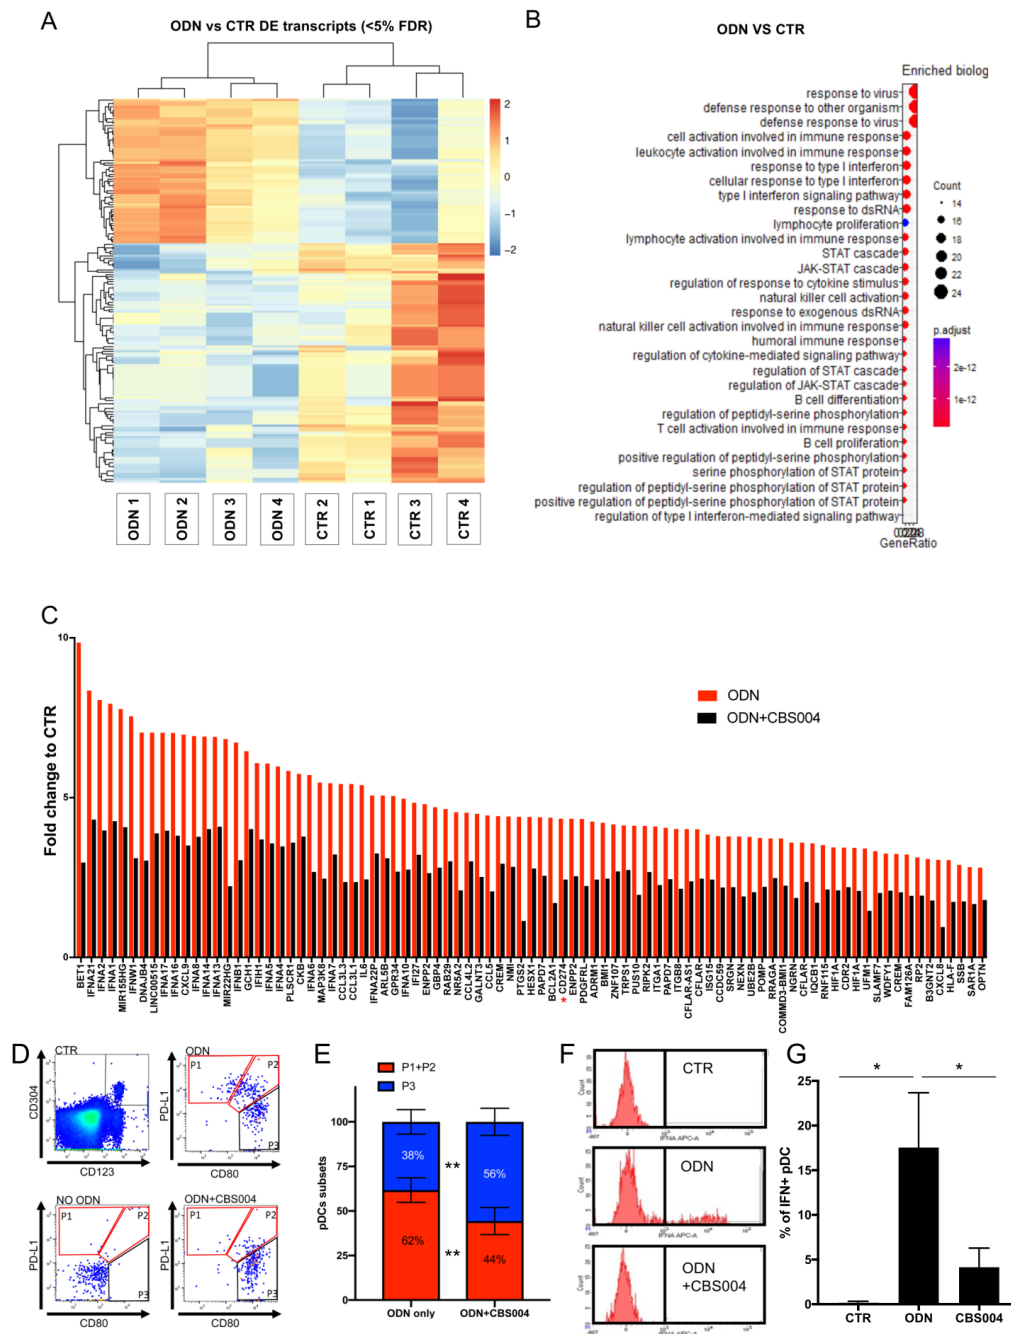 A
ODN vs CTR DE transcripts (<5% FDR)
2
1
0
−1
−2
ODN 1
ODN 2
ODN 3
ODN 4
CTR 2
CTR 1
CTR 3
CTR 4
B
ODN VS CTR
Enriched biolog
response to virus
defense response to other organism
defense response to virus
cell activation involved in immune response
leukocyte activation involved in immune response
response to type I interferon
cellular response to type I interferon
type I interferon signaling pathway
response to dsRNA
lymphocyte proliferation
lymphocyte activation involved in immune response
STAT cascade
JAK-STAT cascade
regulation of response to cytokine stimulus
natural killer cell activation
response to exogenous dsRNA
natural killer cell activation involved in immune response
humoral immune response
regulation of cytokine-mediated signaling pathway
regulation of STAT cascade
regulation of JAK-STAT cascade
B cell differentiation
regulation of peptidyl-serine phosphorylation
T cell activation involved in immune response
B cell proliferation
positive regulation of peptidyl-serine phosphorylation
serine phosphorylation of STAT protein
regulation of peptidyl-serine phosphorylation of STAT protein
positive regulation of peptidyl-serine phosphorylation of STAT protein
regulation of type I interferon-mediated signaling pathway
GeneRatio
Count
14
16
18
20
22
24
p.adjust
2e-12
1e-12
C
Fold change to CTR
10
5
0
ODN
ODN+CBS004
BET1
IFNA21
IFNA2
IFNA1
MIR155HG
IFNW1
DNAJB4
LINC00515
IFNA17
IFNA16
CXCL9
IFNA8
IFNA14
IFNA13
MIR22HG
IFNB1
GCH1
IFIH1
IFNA5
IFNA4
PLSCR1
CKB
IFNA6
MAP3K8
IFNA7
CCL3L3
CCL3L1
IL6
IFNA22P
ARL5B
GPR34
IFNA10
IFI27
ENPP2
GBP4
RAB29
NR5A2
CCL4L2
GALNT3
CCL5
CREM
NMI
PTGS2
HESX1
PAPD7
BCL2A1
CD274
*
ENPP2
PDGFRL
ADRM1
BMI1
ZNF107
TRPS1
PUS10
RIPK2
ITGA1
PAPD7
ITGB8
CFLAR-AS1
CFLAR
ISG15
CCDC59
SRGN
NEXN
UBE2B
POMP
RRAGA
COMMD3-BMI1
NGRN
CFLAR
IQCB1
RNF115
HIF1A
CDR2
HIF1A
UFM1
SLAMF7
WDFY1
CREM
FAM126A
RP2
B3GNT2
CXCL8
HLA-F
SSB
SAR1A
OPTN
D
CTR
CD304
CD123
ODN
P1
P2
P3
PD-L1
CD80
NO ODN
P1
P2
P3
PD-L1
CD80
ODN+CBS004
P1
P2
P3
PD-L1
CD80
E
P1+P2
P3
pDCs subsets
100
75
50
25
0
38%
62%
56%
44%
**
**
ODN only
ODN+CBS004
F
CTR
Count
IFNA APC-A
ODN
Count
IFNA APC-A
ODN
+CBS004
Count
IFNA APC-A
G
% of IFN+ pDC
25
20
15
10
5
0
*
*
CTR
ODN
CBS004